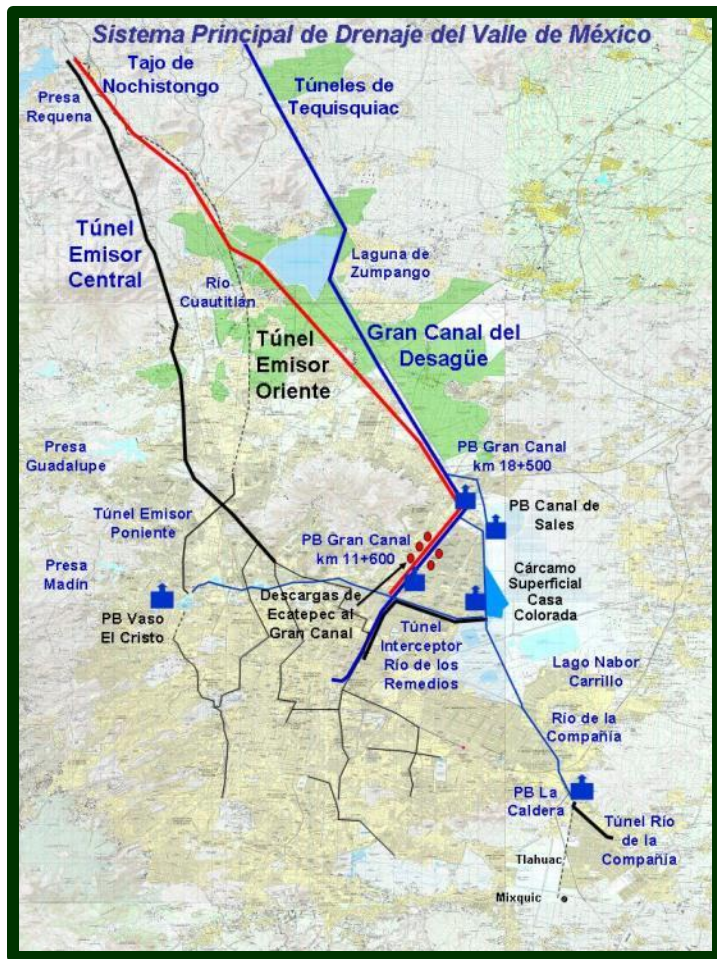 Sistema Principal de Drenaje del Valle de México
Tajo de
Nochistongo
Túneles de
Tequisquiac
Presa
Requena
Túnel
Emisor
Central
Laguna de
Zumpango
Río
Cuautitlán
Túnel
Emisor
Oriente
Gran Canal del
Desagüe
Presa
Guadalupe
PB Gran Canal
km 18+500
Túnel Emisor
Poniente
PB Canal de
Sales
PB Gran Canal
km 11+600
Presa
Madín
Cárcamo
Superficial
Casa
Colorada
Descargas de
Ecatepec al
Gran Canal
PB Vaso
El Cristo
Túnel
Interceptor
Río de los
Remedios
Lago Nabor
Carrillo
Río de la
Compañía
PB La
Caldera
Túnel Río
de la
Compañía
Tlahuac
Mixquic